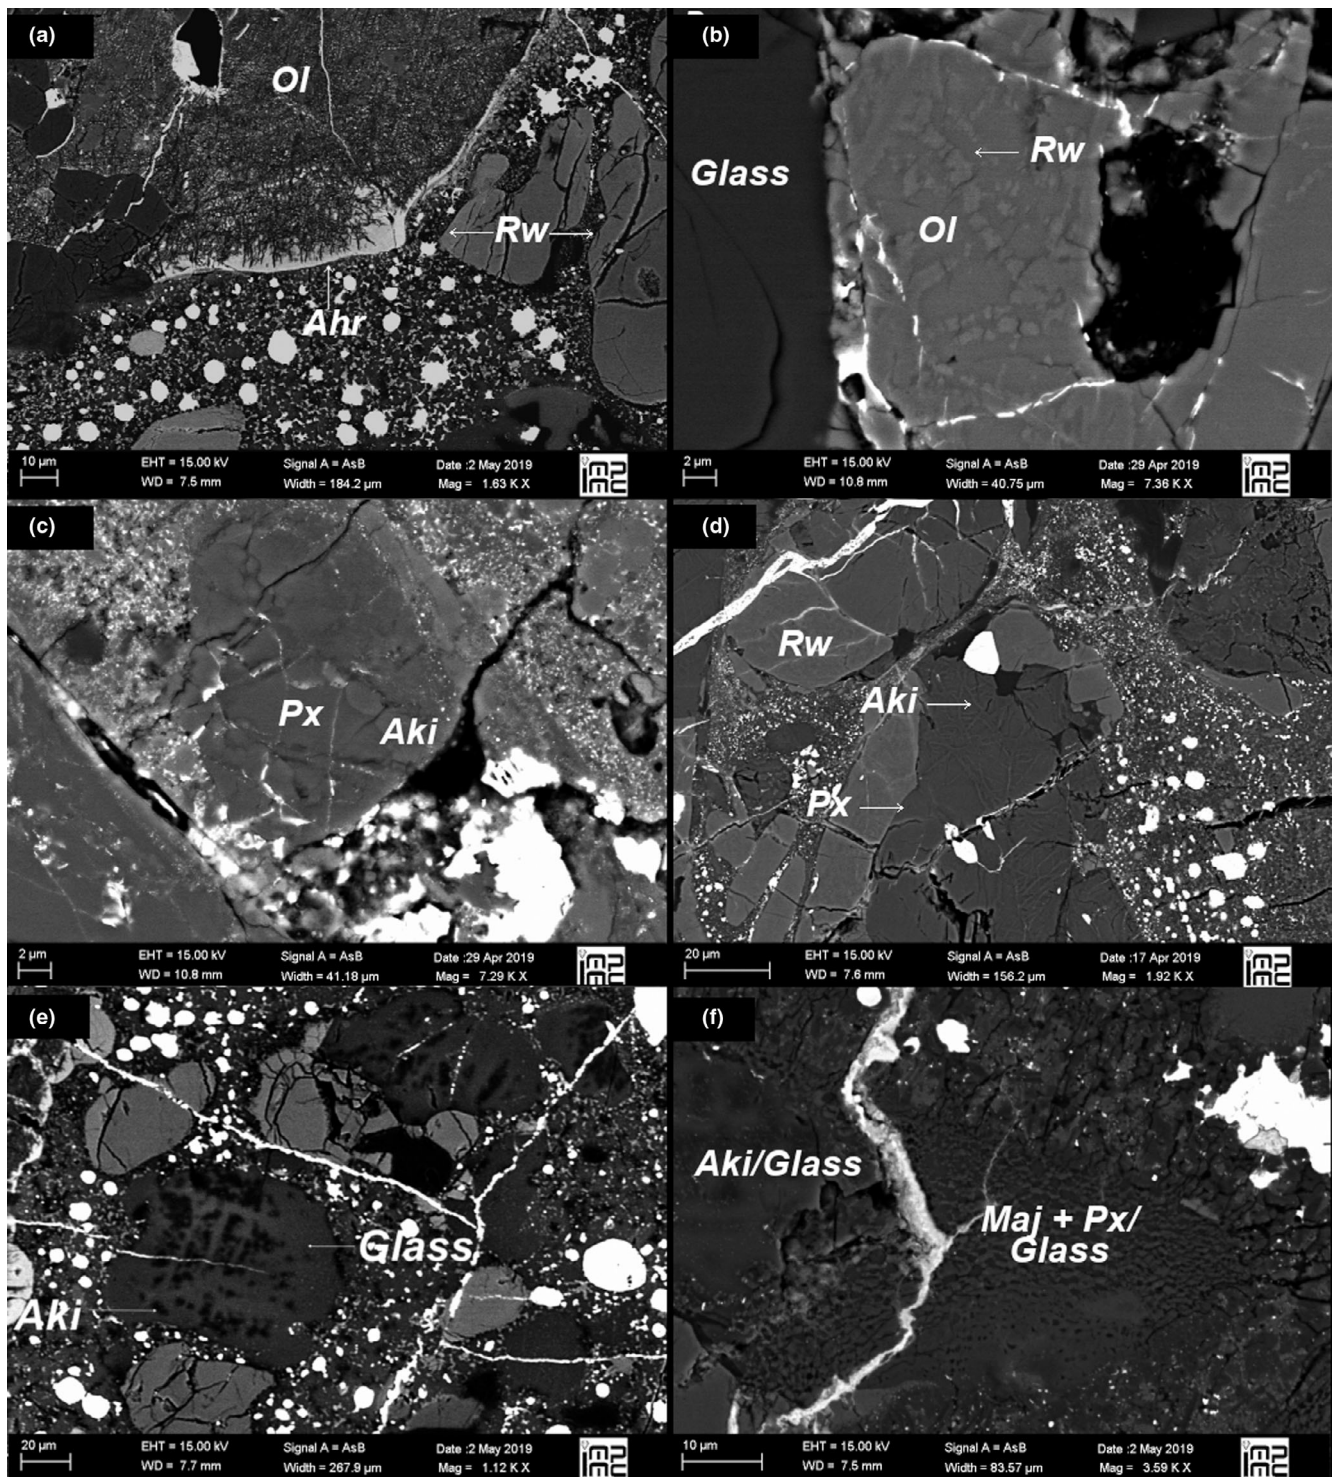 (a)
Ol
Rw
Ahr
10 µm
EHT = 15.00 kV
Signal A = AsB
Date :2 May 2019
WD = 7.5 mm
Width = 184.2 µm
Mag = 1.63 K X
(b)
Rw
Glass
Ol
2 µm
EHT = 15.00 kV
Signal A = AsB
Date :29 Apr 2019
WD = 10.8 mm
Width = 40.75 µm
Mag = 7.36 K X
(c)
Px
Aki
2 µm
EHT = 15.00 kV
Signal A = AsB
Date :29 Apr 2019
WD = 10.8 mm
Width = 41.18 µm
Mag = 7.29 K X
(d)
Rw
Aki
Px
20 µm
EHT = 15.00 kV
Signal A = AsB
Date :17 Apr 2019
WD = 7.6 mm
Width = 156.2 µm
Mag = 1.92 K X
(e)
Glass
Aki
20 µm
EHT = 15.00 kV
Signal A = AsB
Date :2 May 2019
WD = 7.7 mm
Width = 267.9 µm
Mag = 1.12 K X
(f)
Aki/Glass
Maj + Px/
Glass
10 µm
EHT = 15.00 kV
Signal A = AsB
Date :2 May 2019
WD = 7.5 mm
Width = 83.57 µm
Mag = 3.59 K X